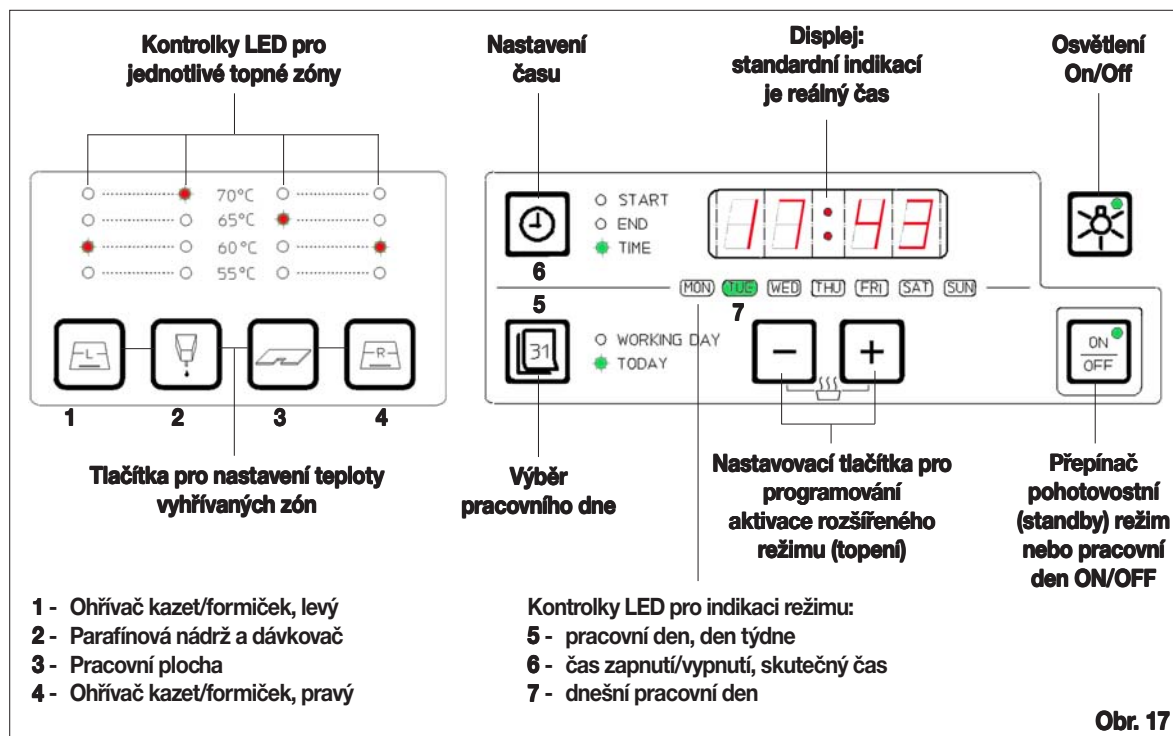 Kontrolky LED pro
jednotlivé topné zóny
Nastavení
času
Displej:
standardní indikací
je reálný čas
Osvětlení
On/Off
70°C
65°C
60°C
55°C
START
END
TIME
17:43
6
5
MON TUE WED THU FRI SAT SUN
7
31
WORKING DAY
TODAY
- +
ON
OFF
L
R
1 2 3 4
Tlačítka pro nastavení teploty
vyhřívaných zón
Výběr
pracovního dne
Nastavovací tlačítka pro
programování
aktivace rozšířeného
režimu (topení)
Přepínač
pohotovostní
(standby) režim
nebo pracovní
den ON/OFF
1 - Ohřívač kazet/formiček, levý
2 - Parafínová nádrž a dávkovač
3 - Pracovní plocha
4 - Ohřívač kazet/formiček, pravý
Kontrolky LED pro indikaci režimu:
5 - pracovní den, den týdne
6 - čas zapnutí/vypnutí, skutečný čas
7 - dnešní pracovní den
Obr. 17